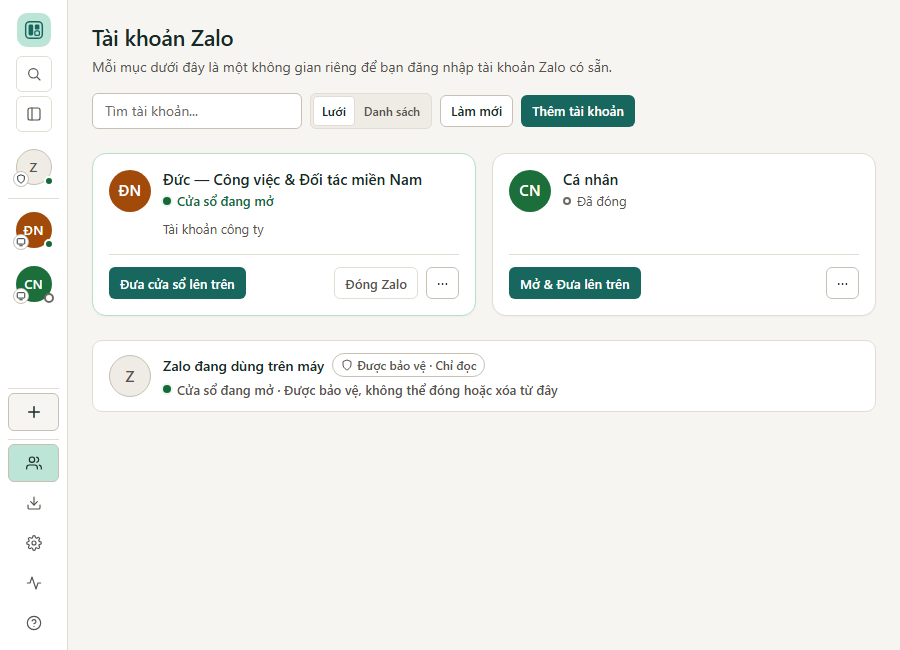 Tài khoản Zalo
Mỗi mục dưới đây là một không gian riêng để bạn đăng nhập tài khoản Zalo có sẵn.
Tìm tài khoản...
Lưới
Danh sách
Làm mới
Thêm tài khoản
Z
ĐN
CN
ĐN
Đức — Công việc & Đối tác miền Nam
Cửa sổ đang mở
Tài khoản công ty
Đưa cửa sổ lên trên
Đóng Zalo
...
CN
Cá nhân
Đã đóng
Mở & Đưa lên trên
...
Z
Zalo đang dùng trên máy
Được bảo vệ · Chỉ đọc
Cửa sổ đang mở · Được bảo vệ, không thể đóng hoặc xóa từ đây